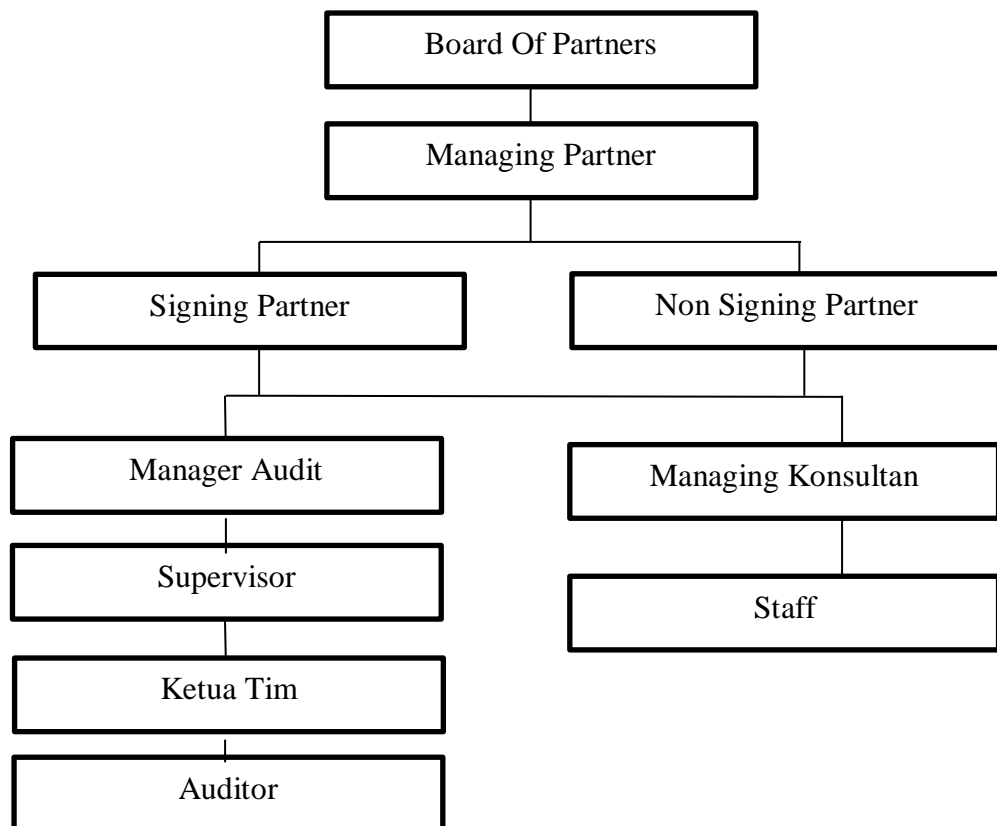 Board Of Partners
Managing Partner
Signing Partner
Non Signing Partner
Manager Audit
Managing Konsultan
Supervisor
Staff
Ketua Tim
Auditor